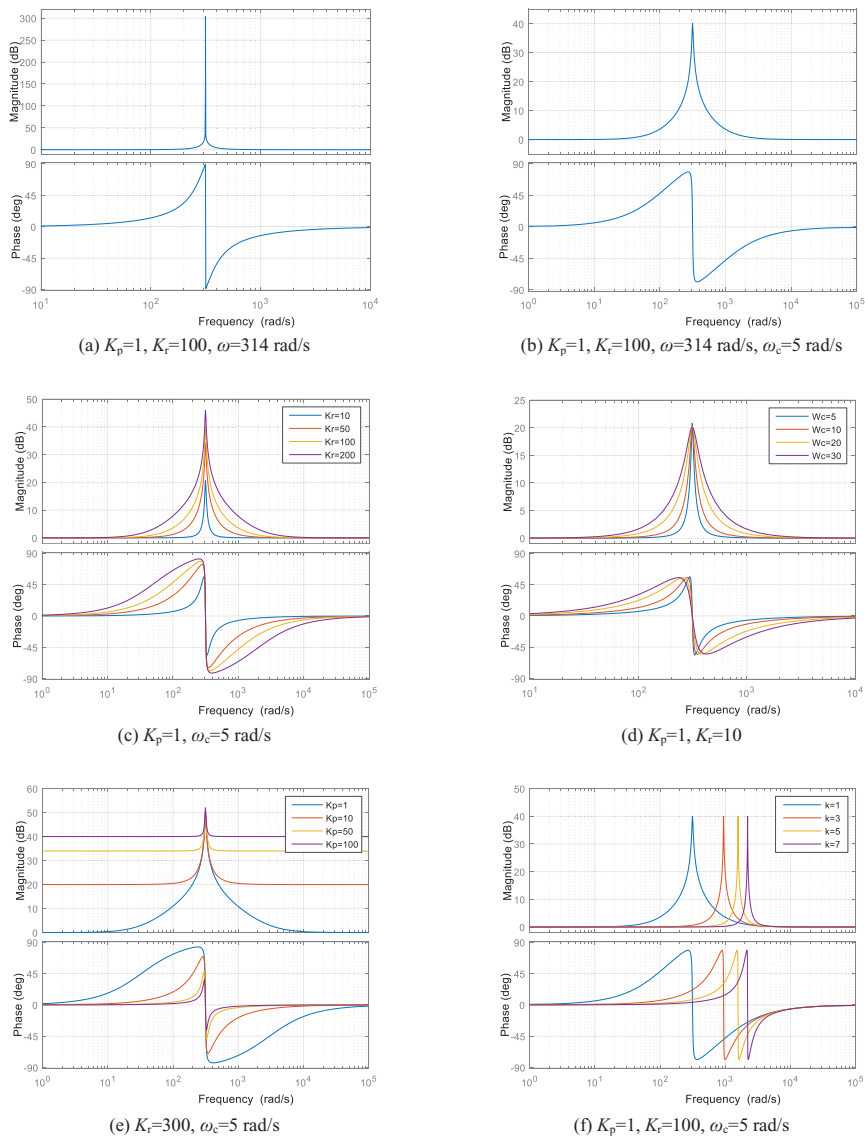 300
250
200
150
100
50
0
Magnitude (dB)
90
45
0
-45
-90
Phase (deg)
10^1 10^2 10^3 10^4
Frequency (rad/s)
(a) Kp=1, Kr=100, ω=314 rad/s
40
30
20
10
0
Magnitude (dB)
90
45
0
-45
-90
Phase (deg)
10^0 10^1 10^2 10^3 10^4 10^5
Frequency (rad/s)
(b) Kp=1, Kr=100, ω=314 rad/s, ωc=5 rad/s
50
40
30
20
10
0
Magnitude (dB)
Kr=10
Kr=50
Kr=100
Kr=200
90
45
0
-45
-90
Phase (deg)
10^0 10^1 10^2 10^3 10^4 10^5
Frequency (rad/s)
(c) Kp=1, ωc=5 rad/s
25
20
15
10
5
0
Magnitude (dB)
Wc=5
Wc=10
Wc=20
Wc=30
90
45
0
-45
-90
Phase (deg)
10^1 10^2 10^3 10^4
Frequency (rad/s)
(d) Kp=1, Kr=10
60
50
40
30
20
10
0
Magnitude (dB)
Kp=1
Kp=10
Kp=50
Kp=100
90
45
0
-45
-90
Phase (deg)
10^0 10^1 10^2 10^3 10^4 10^5
Frequency (rad/s)
(e) Kr=300, ωc=5 rad/s
50
40
30
20
10
0
Magnitude (dB)
k=1
k=3
k=5
k=7
90
45
0
-45
-90
Phase (deg)
10^0 10^1 10^2 10^3 10^4 10^5
Frequency (rad/s)
(f) Kp=1, Kr=100, ωc=5 rad/s